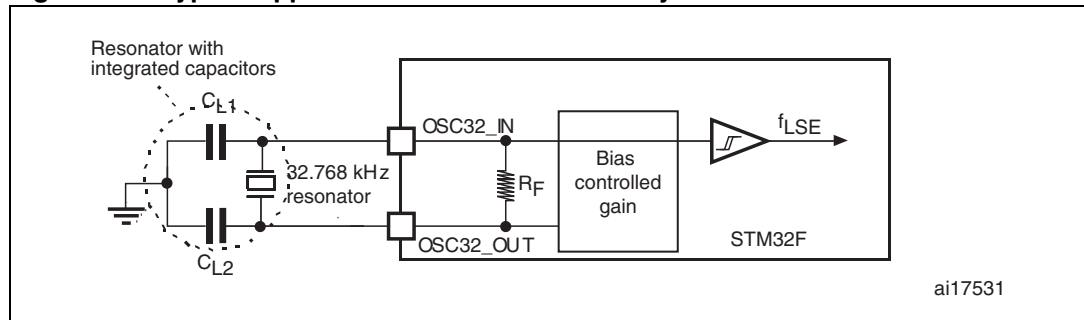 Resonator with
integrated capacitors
CL1
OSC32_IN
fLSE
32.768 kHz
resonator
RF
Bias
controlled
gain
OSC32_OUT
STM32F
CL2
ai17531